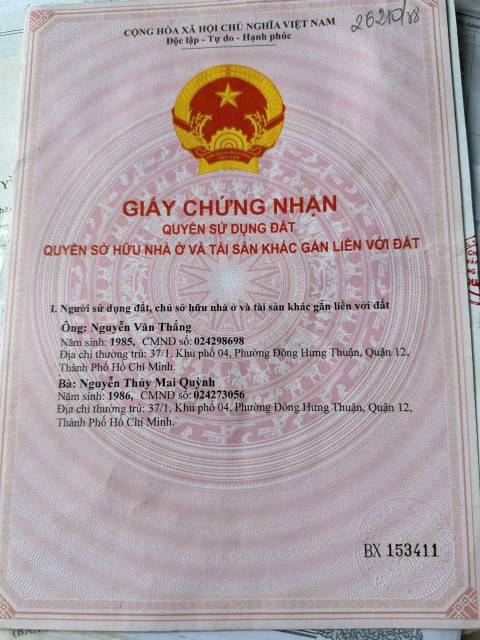 CỘNG HÒA XÃ HỘI CHỦ NGHĨA VIỆT NAM
Độc lập - Tự do - Hạnh phúc
GIẤY CHỨNG NHẬN
QUYỀN SỬ DỤNG ĐẤT
QUYỀN SỞ HỮU NHÀ Ở VÀ TÀI SẢN KHÁC GẮN LIỀN VỚI ĐẤT
I. Người sử dụng đất, chủ sở hữu nhà ở và tài sản khác gắn liền với đất
Ông: Nguyễn Văn Thắng
Năm sinh: 1985, CMND số: 024298698
Địa chỉ thường trú: 37/1, Khu phố 04, Phường Đông Hưng Thuận, Quận 12,
Thành Phố Hồ Chí Minh.
Bà: Nguyễn Thúy Mai Quỳnh
Năm sinh: 1986, CMND số: 024273056
Địa chỉ thường trú: 37/1, Khu phố 04, Phường Đông Hưng Thuận, Quận 12,
Thành Phố Hồ Chí Minh.
BX 153411